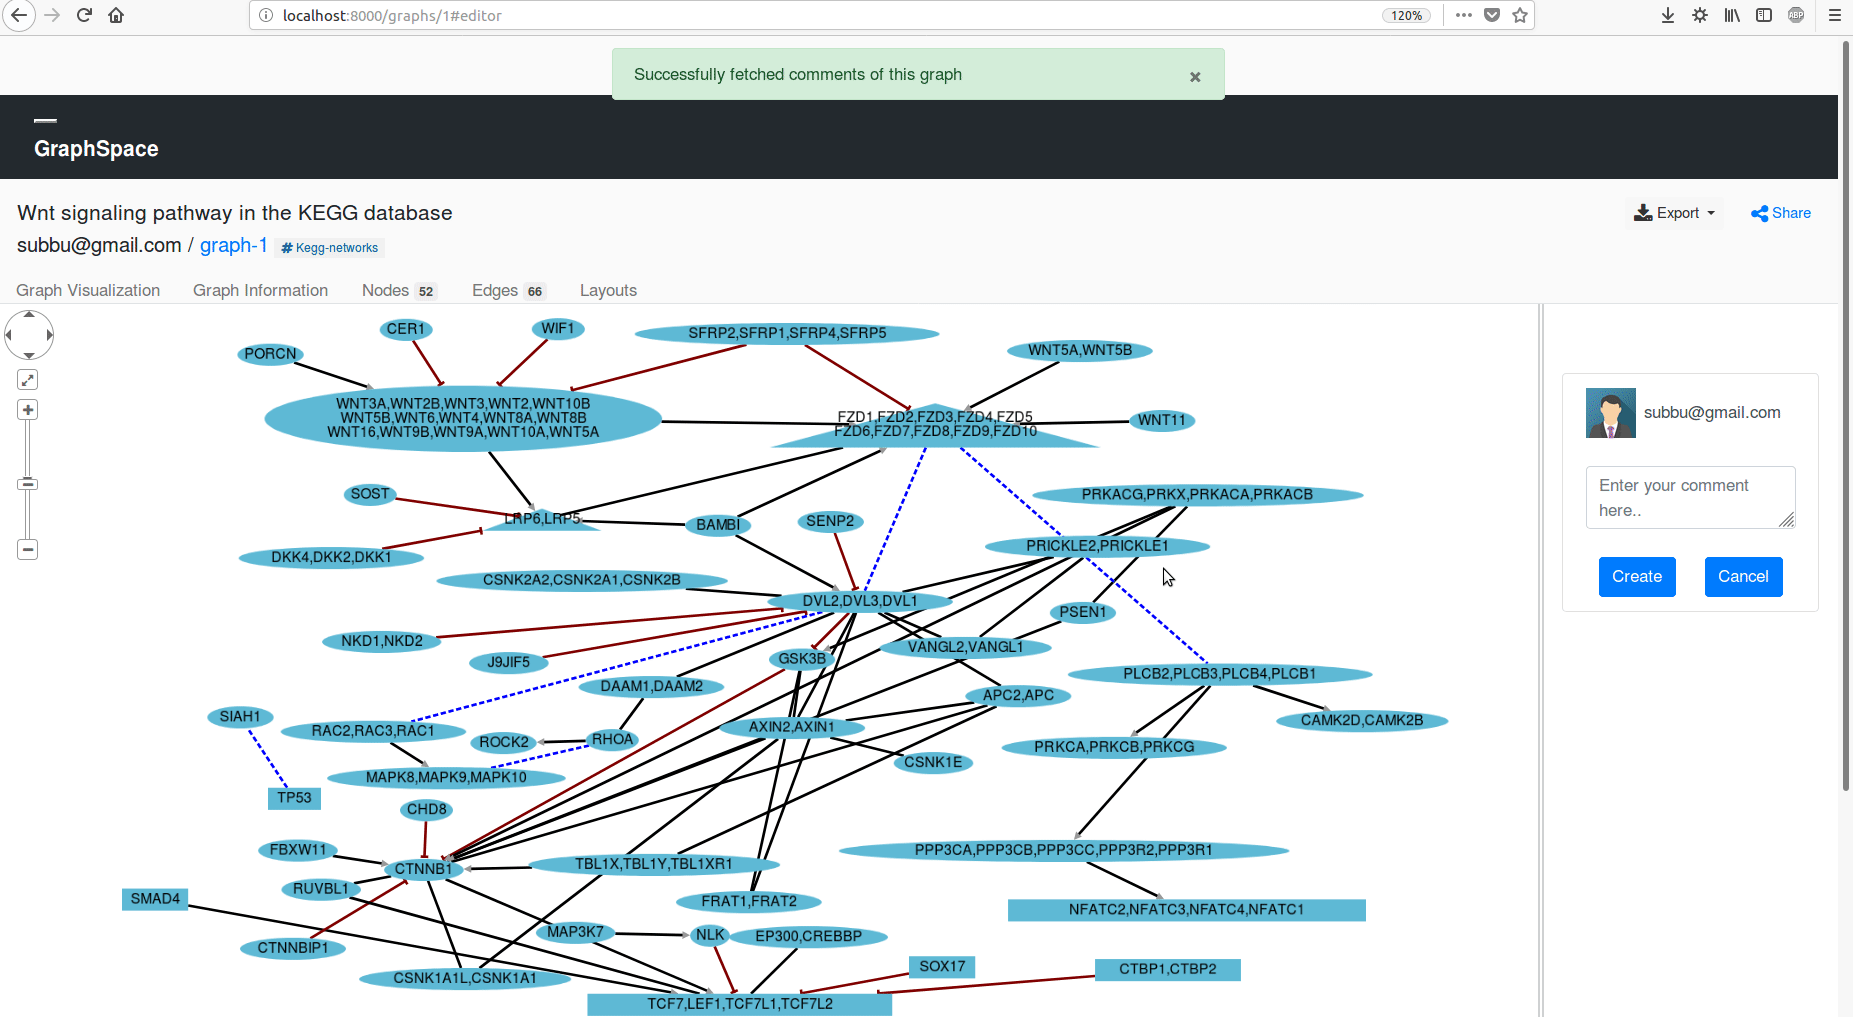 localhost:8000/graphs/1#editor
120%
ABP
Successfully fetched comments of this graph
×
GraphSpace
Wnt signaling pathway in the KEGG database
Export
Share
subbu@gmail.com / graph-1 # Kegg-networks
Graph Visualization Graph Information Nodes 52 Edges 66 Layouts
CER1
WIF1
SFRP2,SFRP1,SFRP4,SFRP5
PORCN
WNT5A,WNT5B
WNT3A,WNT2B,WNT3,WNT2,WNT10B
WNT5B,WNT6,WNT4,WNT8A,WNT8B
WNT16,WNT9B,WNT9A,WNT10A,WNT5A
FZD1,FZD2,FZD3,FZD4,FZD5
FZD6,FZD7,FZD8,FZD9,FZD10
WNT11
subbu@gmail.com
SOST
PRKACG,PRKX,PRKACA,PRKACB
Enter your comment
here..
LRP6,LRP5
BAMBI
SENP2
DKK4,DKK2,DKK1
PRICKLE2,PRICKLE1
CSNK2A2,CSNK2A1,CSNK2B
Create
Cancel
DVL2,DVL3,DVL1
PSEN1
NKD1,NKD2
VANGL2,VANGL1
J9JIF5
GSK3B
DAAM1,DAAM2
APC2,APC
PLCB2,PLCB3,PLCB4,PLCB1
SIAH1
RAC2,RAC3,RAC1
ROCK2
RHOA
AXIN2,AXIN1
CAMK2D,CAMK2B
PRKCA,PRKCB,PRKCG
MAPK8,MAPK9,MAPK10
CSNK1E
TP53
CHD8
FBXW11
CTNNB1
TBL1X,TBL1Y,TBL1XR1
PPP3CA,PPP3CB,PPP3CC,PPP3R2,PPP3R1
RUVBL1
SMAD4
FRAT1,FRAT2
NFATC2,NFATC3,NFATC4,NFATC1
CTNNBIP1
MAP3K7
NLK
EP300,CREBBP
CSNK1A1L,CSNK1A1
SOX17
CTBP1,CTBP2
TCF7,LEF1,TCF7L1,TCF7L2